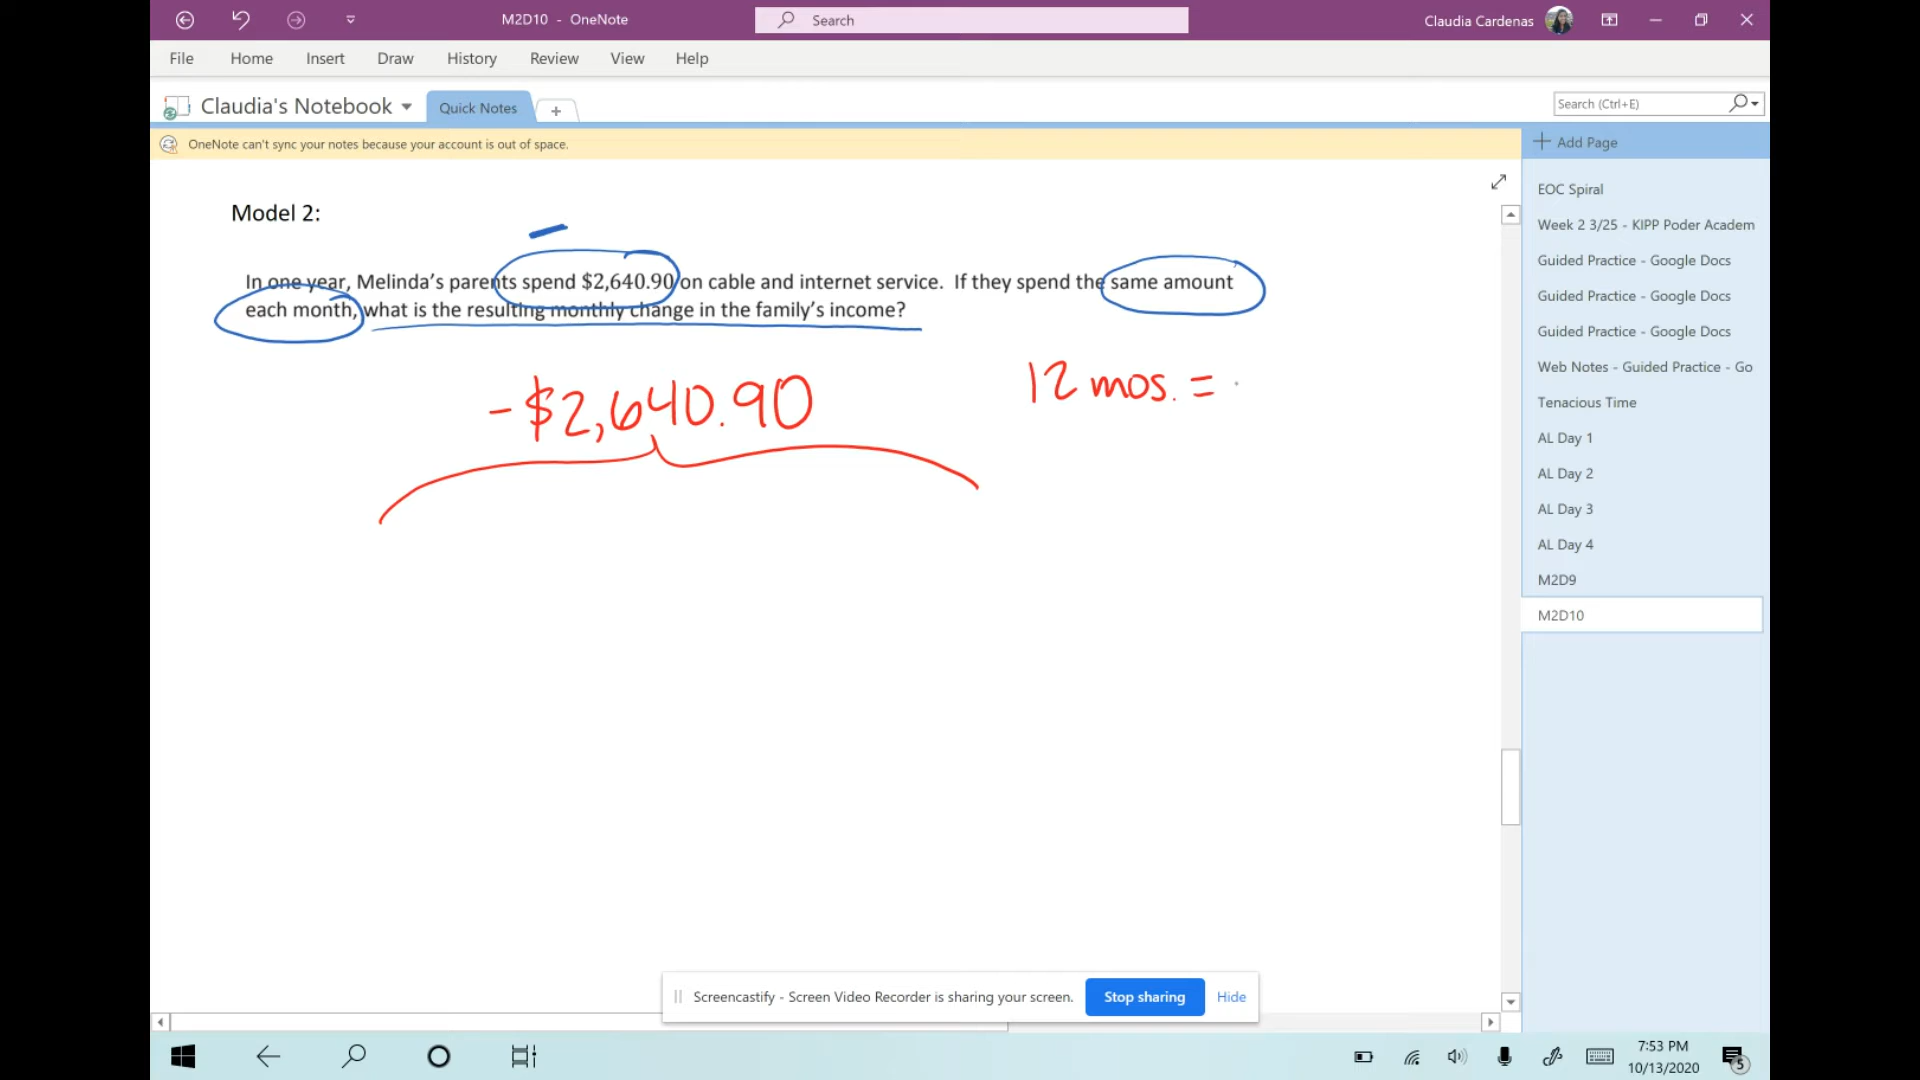 M2D10 - OneNote
Search
Claudia Cardenas
File Home Insert Draw History Review View Help
Claudia's Notebook
Quick Notes
+
Search (Ctrl+E)
OneNote can't sync your notes because your account is out of space.
Add Page
EOC Spiral
Week 2 3/25 - KIPP Poder Academ
Guided Practice - Google Docs
Guided Practice - Google Docs
Guided Practice - Google Docs
Web Notes - Guided Practice - Go
Tenacious Time
AL Day 1
AL Day 2
AL Day 3
AL Day 4
M2D9
M2D10
Model 2:
In one year, Melinda's parents spend $2,640.90 on cable and internet service. If they spend the same amount
each month, what is the resulting monthly change in the family's income?
-$2,640.90
12 mos. =
Screencastify - Screen Video Recorder is sharing your screen.
Stop sharing
Hide
7:53 PM
10/13/2020
5